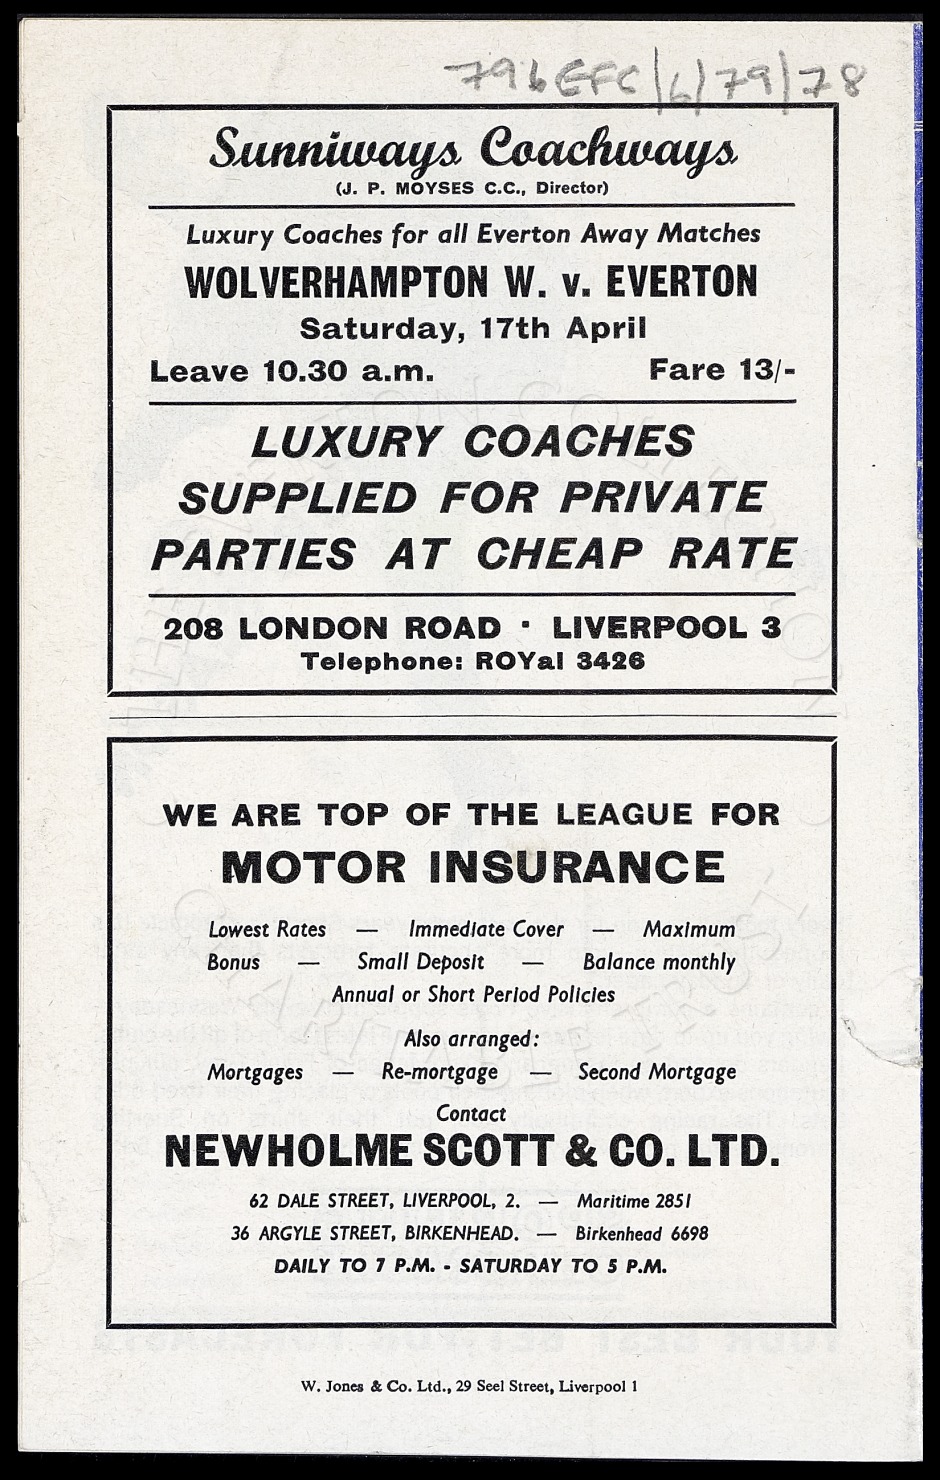 796EFC/6/79/78
Sunniways Coachways
(J. P. MOYSES C.C., Director)
Luxury Coaches for all Everton Away Matches
WOLVERHAMPTON W. v. EVERTON
Saturday, 17th April
Leave 10.30 a.m. Fare 13/-
LUXURY COACHES
SUPPLIED FOR PRIVATE
PARTIES AT CHEAP RATE
208 LONDON ROAD · LIVERPOOL 3
Telephone: ROYal 3426
WE ARE TOP OF THE LEAGUE FOR
MOTOR INSURANCE
Lowest Rates — Immediate Cover — Maximum
Bonus — Small Deposit — Balance monthly
Annual or Short Period Policies
Also arranged:
Mortgages — Re-mortgage — Second Mortgage
Contact
NEWHOLME SCOTT & CO. LTD.
62 DALE STREET, LIVERPOOL, 2. — Maritime 2851
36 ARGYLE STREET, BIRKENHEAD. — Birkenhead 6698
DAILY TO 7 P.M. - SATURDAY TO 5 P.M.
W. Jones & Co. Ltd., 29 Seel Street, Liverpool 1